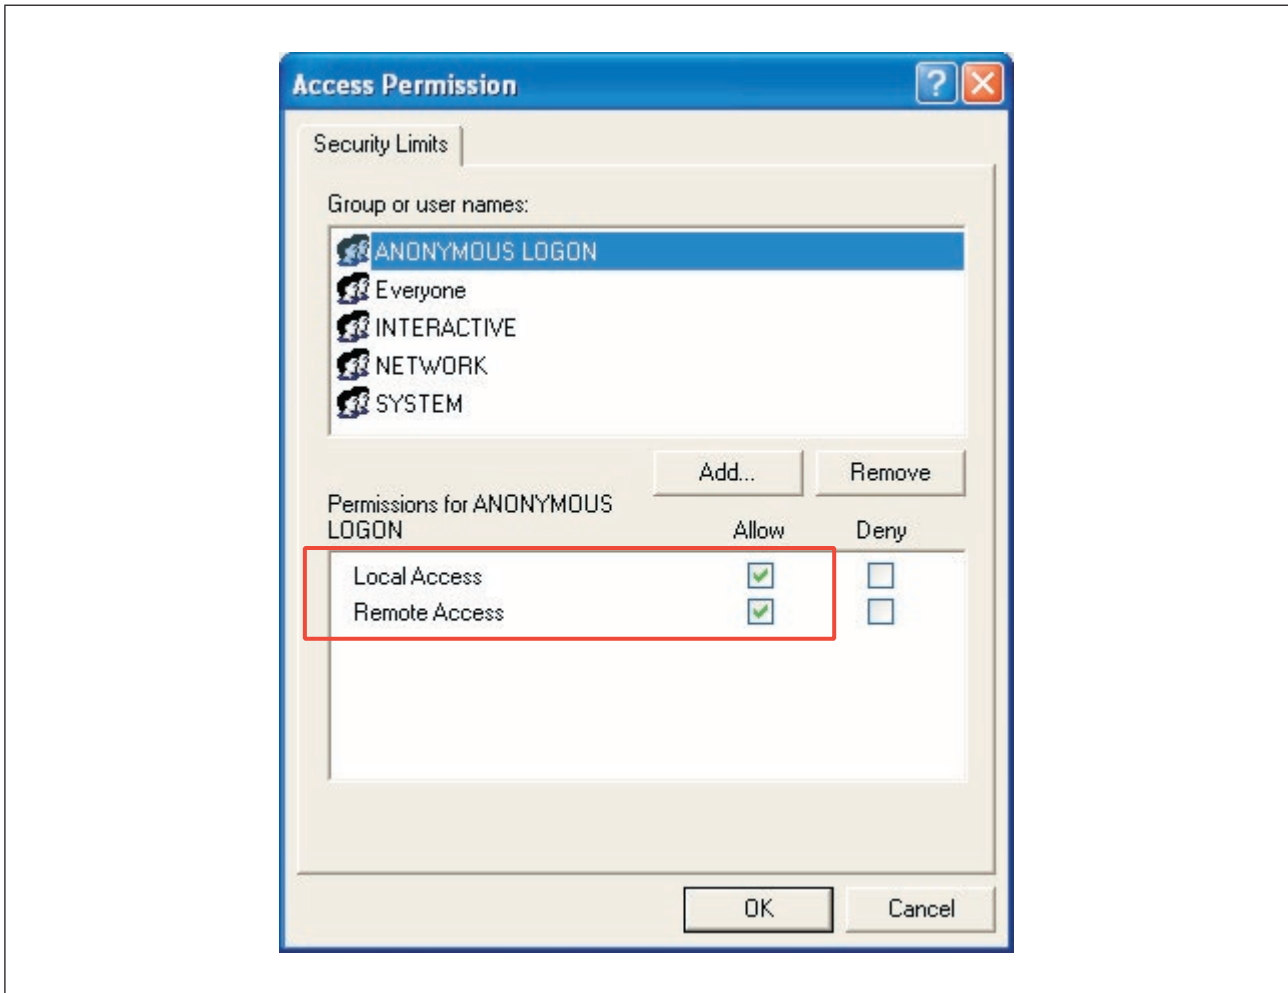 Access Permission
Security Limits
Group or user names:
ANONYMOUS LOGON
Everyone
INTERACTIVE
NETWORK
SYSTEM
Add... Remove
Permissions for ANONYMOUS
LOGON Allow Deny
Local Access
Remote Access
OK Cancel